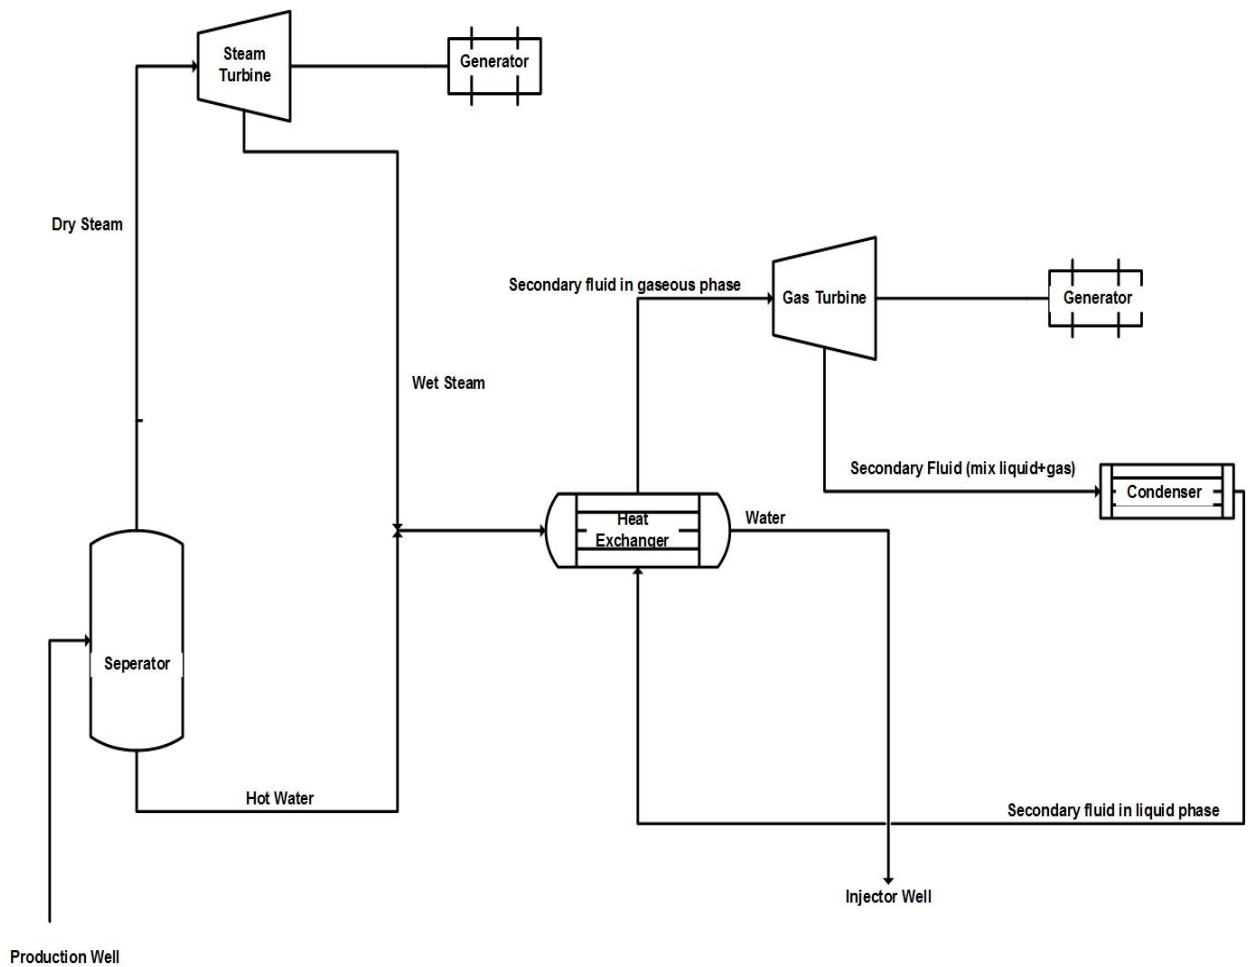 Steam
Turbine
Generator
Dry Steam
Secondary fluid in gaseous phase
Gas Turbine
Generator
Wet Steam
Secondary Fluid (mix liquid+gas)
Condenser
Heat
Exchanger
Water
Seperator
Hot Water
Secondary fluid in liquid phase
Injector Well
Production Well